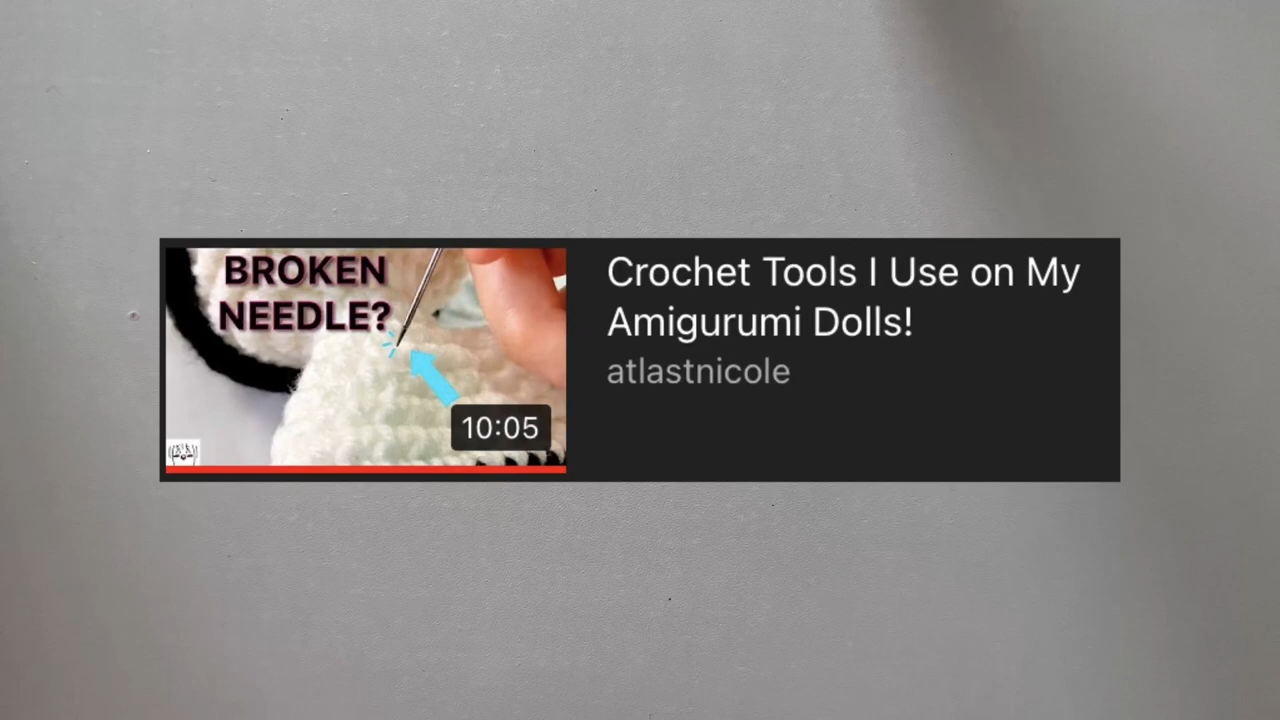 BROKEN
NEEDLE?
10:05
Crochet Tools I Use on My
Amigurumi Dolls!
atlastnicole